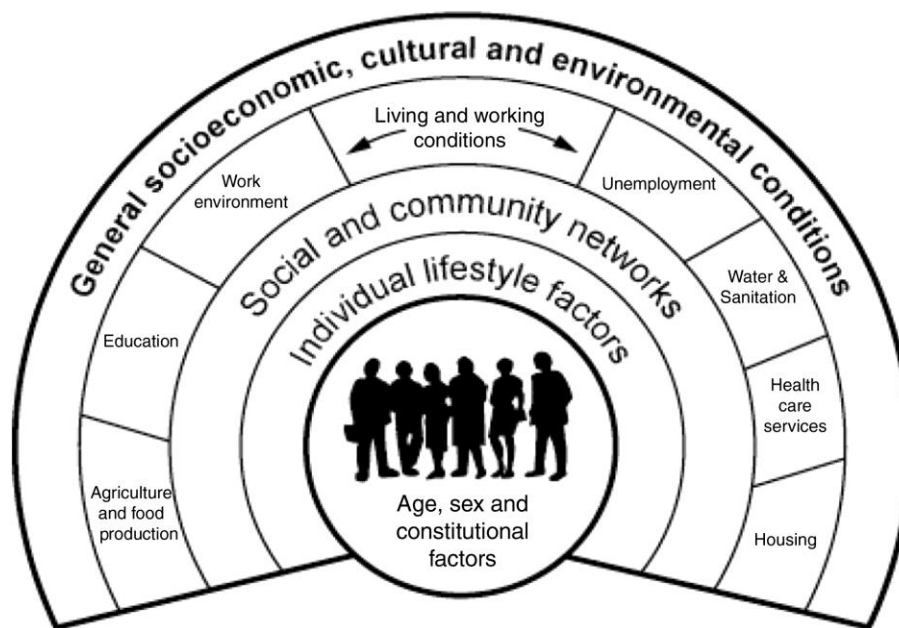 General socioeconomic, cultural and environmental conditions
Living and working
conditions
Work
environment
Unemployment
Education
Water &
Sanitation
Agriculture
and food
production
Health
care
services
Housing
Social and community networks
Individual lifestyle factors
Age, sex and
constitutional
factors